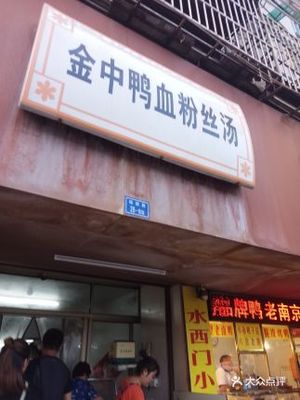 金中鸭血粉丝汤
水西门小
品牌鸭 老南京
大众点评